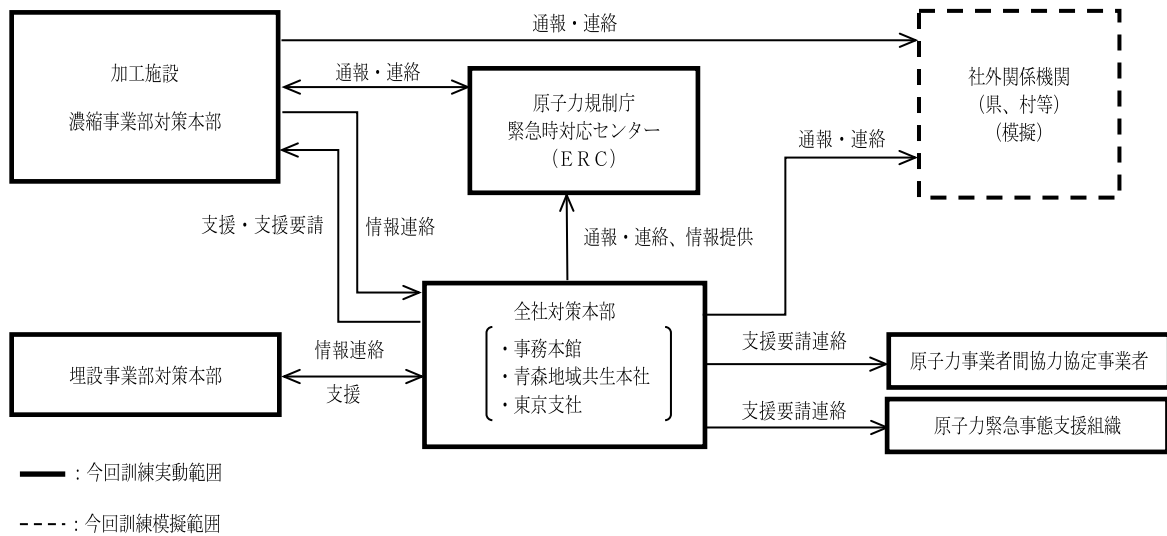 通報・連絡
加工施設
濃縮事業部対策本部
通報・連絡
原子力規制庁
緊急時対応センター
(ERC)
社外関係機関
(県、村等)
(模擬)
通報・連絡
支援・支援要請
情報連絡
通報・連絡、情報提供
全社対策本部
・事務本館
・青森地域共生本社
・東京支社
埋設事業部対策本部
情報連絡
支援
支援要請連絡
原子力事業者間協力協定事業者
支援要請連絡
原子力緊急事態支援組織
:今回訓練実動範囲
:今回訓練模擬範囲